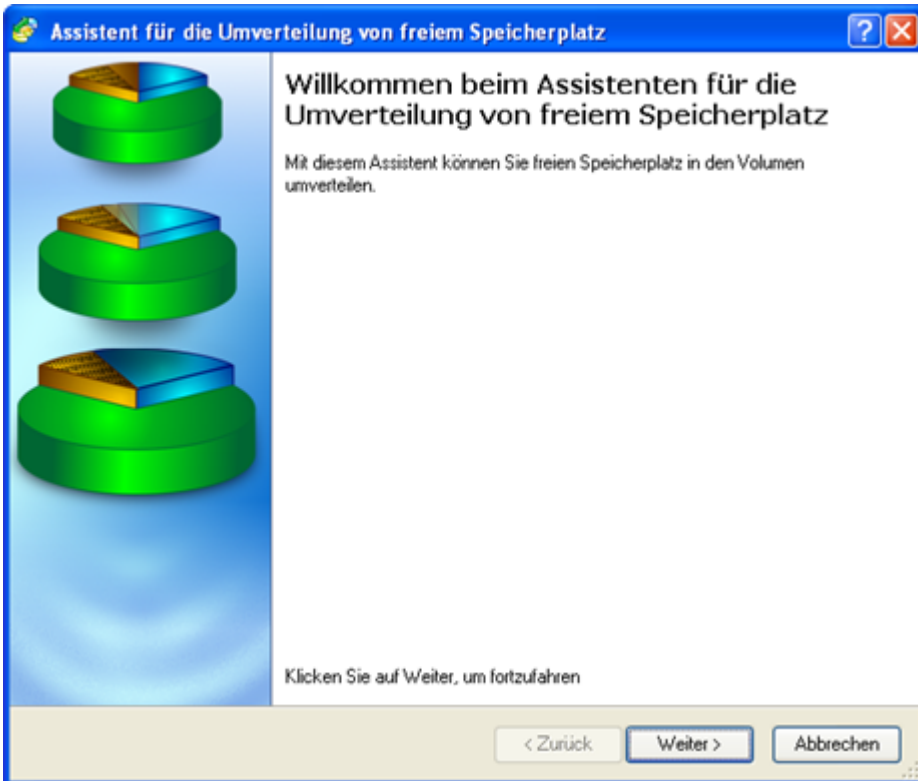 Assistent für die Umverteilung von freiem Speicherplatz
Willkommen beim Assistenten für die
Umverteilung von freiem Speicherplatz
Mit diesem Assistent können Sie freien Speicherplatz in den Volumen
umverteilen.
Klicken Sie auf Weiter, um fortzufahren
< Zurück
Weiter >
Abbrechen